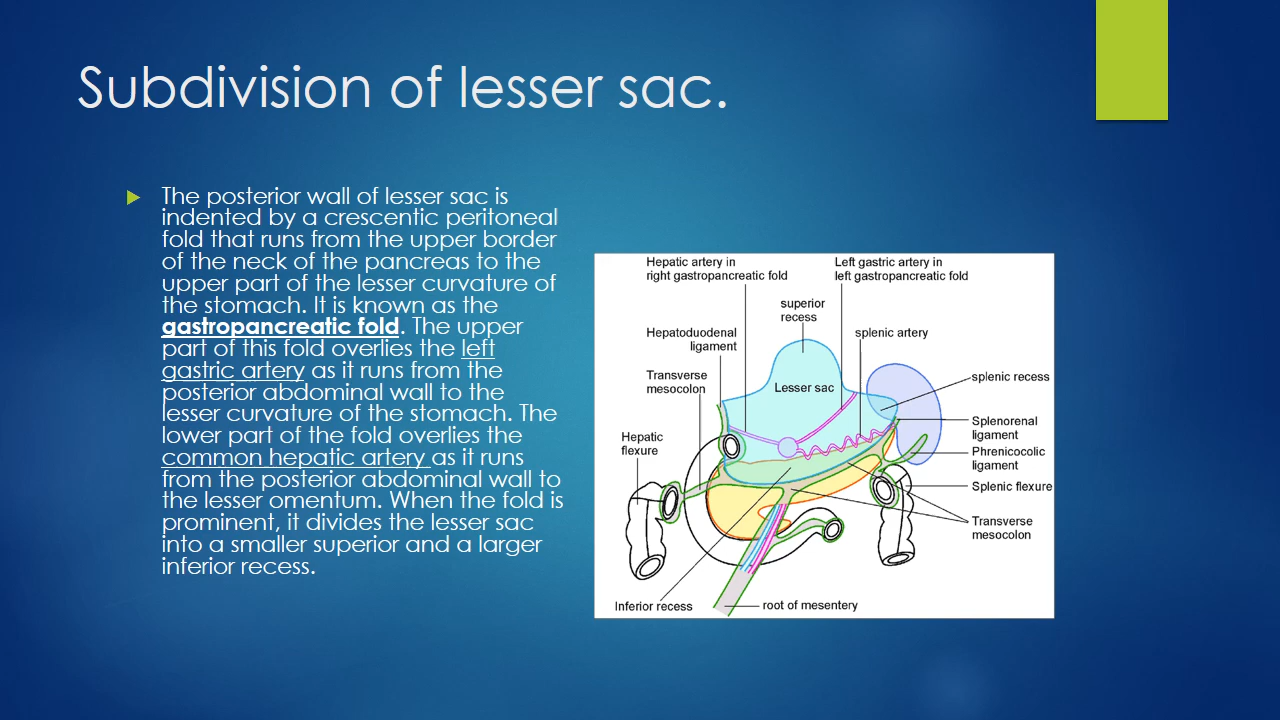 Subdivision of lesser sac.
The posterior wall of lesser sac is
indented by a crescentic peritoneal
fold that runs from the upper border
of the neck of the pancreas to the
upper part of the lesser curvature of
the stomach. It is known as the
gastropancreatic fold. The upper
part of this fold overlies the left
gastric artery as it runs from the
posterior abdominal wall to the
lesser curvature of the stomach. The
lower part of the fold overlies the
common hepatic artery as it runs
from the posterior abdominal wall to
the lesser omentum. When the fold is
prominent, it divides the lesser sac
into a smaller superior and a larger
inferior recess.
Hepatic artery in
right gastropancreatic fold
Left gastric artery in
left gastropancreatic fold
superior
recess
Hepatoduodenal
ligament
splenic artery
Transverse
mesocolon
Lesser sac
splenic recess
Splenorenal
ligament
Hepatic
flexure
Phrenicocolic
ligament
Splenic flexure
Transverse
mesocolon
Inferior recess
root of mesentery